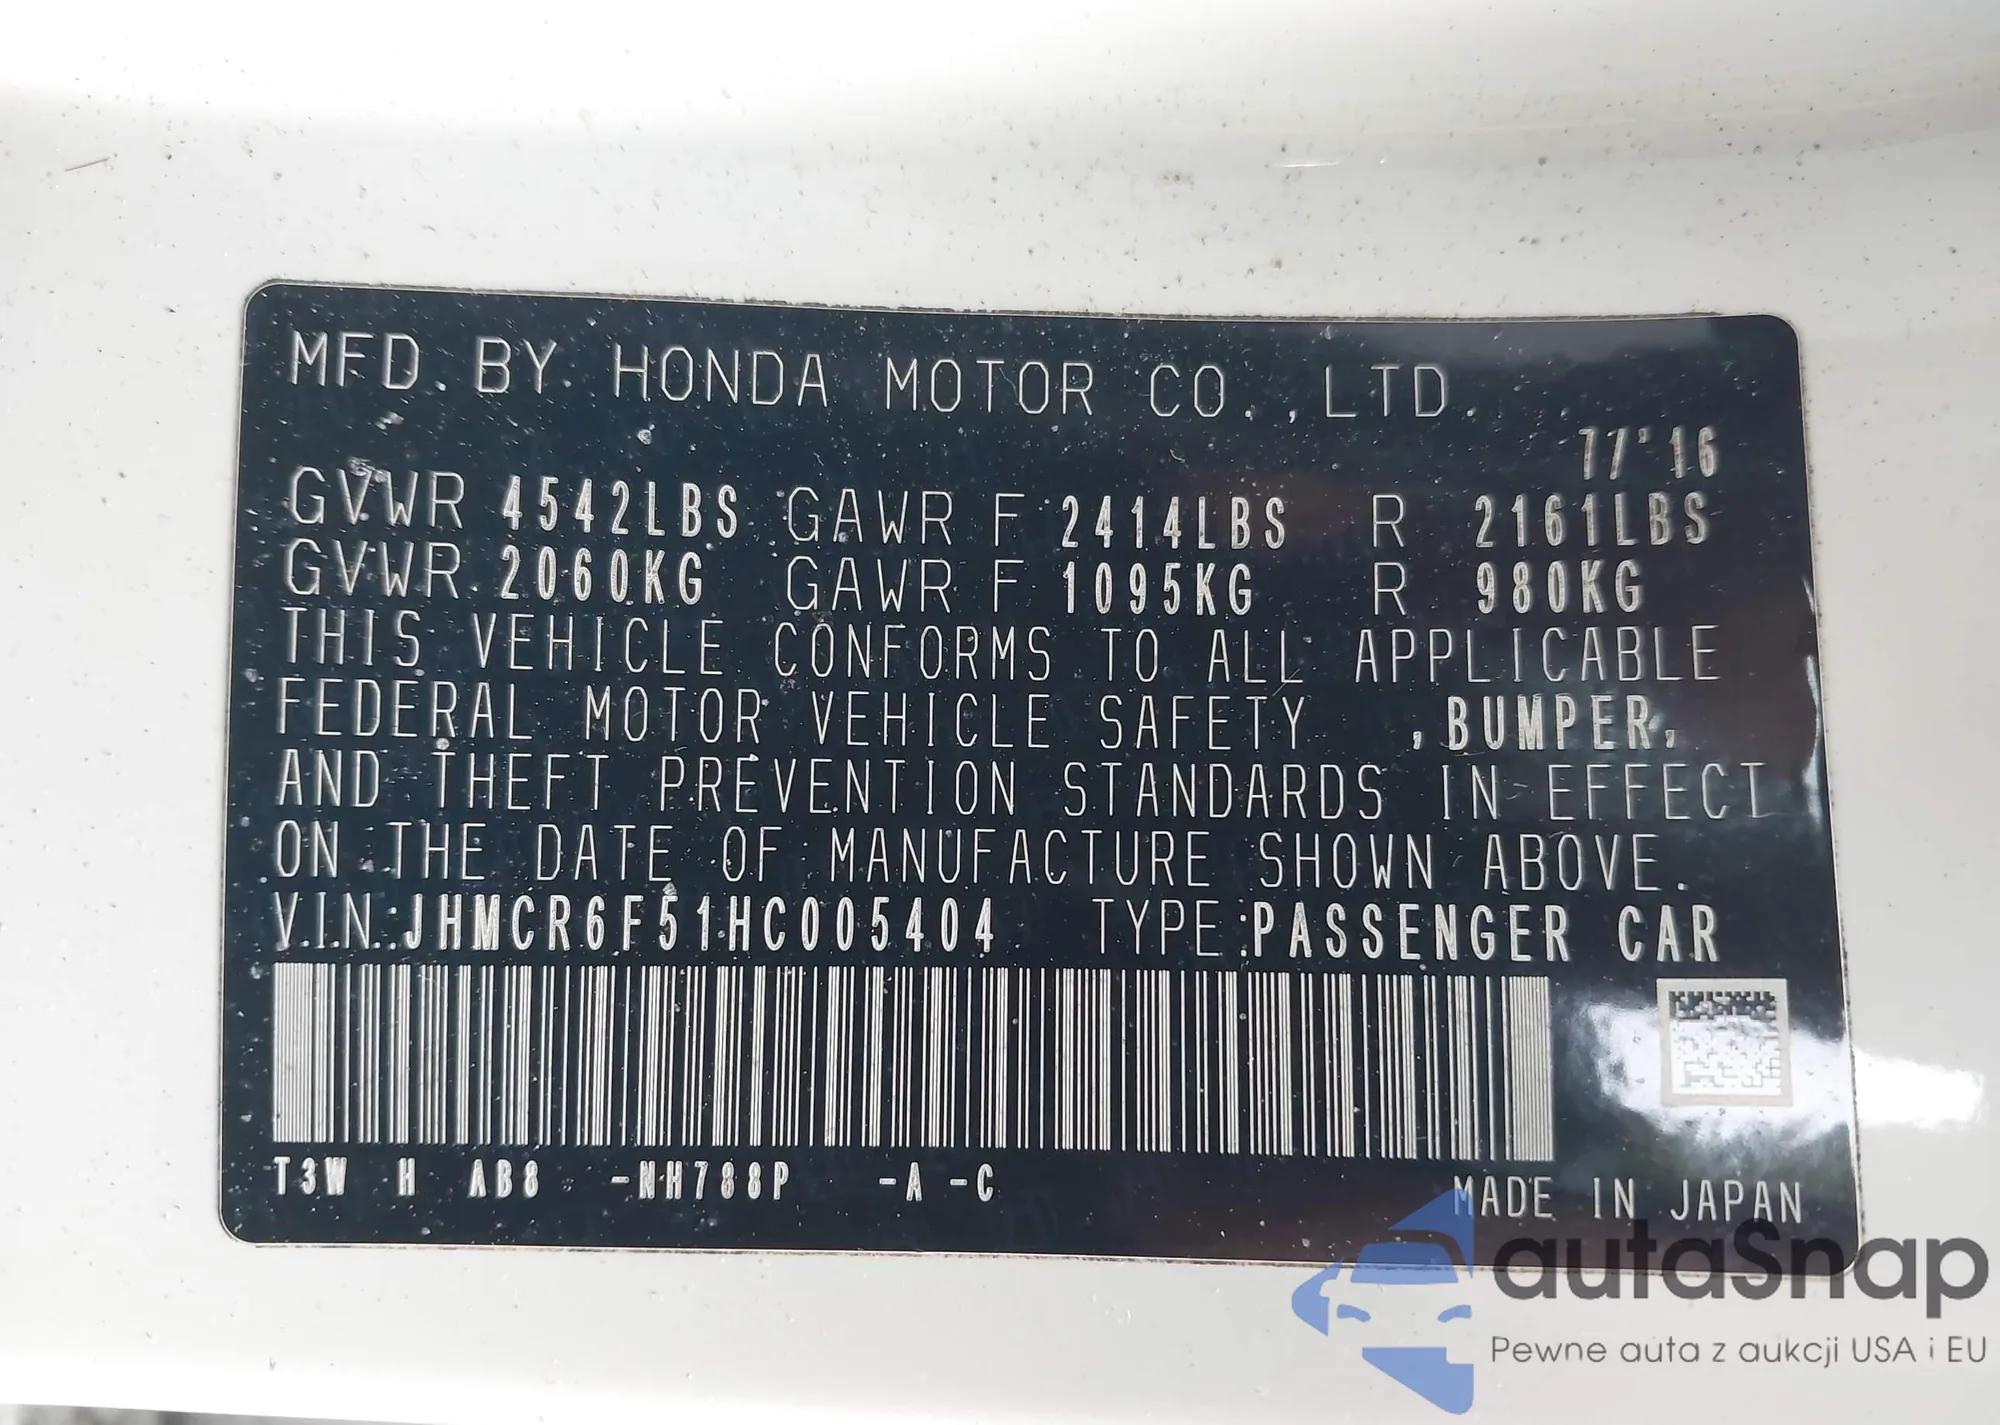 MFD. BY. HONDA MOTOR CO.,LTD.
77'16
GVWR 4542LBS GAWR F 2414LBS R 2161LBS
GVWR 2060KG GAWR F 1095KG R 980KG
THIS VEHICLE CONFORMS TO ALL APPLICABLE
FEDERAL MOTOR VEHICLE SAFETY ,BUMPER,
AND THEFT PREVENTION STANDARDS IN EFFECT
ON THE DATE OF MANUFACTURE SHOWN ABOVE.
V.I.N.:JHMCR6F51HC005404 TYPE:PASSENGER CAR
T3W H AB8 -NH788P -A -C
MADE IN JAPAN
autaSnap
Pewne auta z aukcji USA i EU